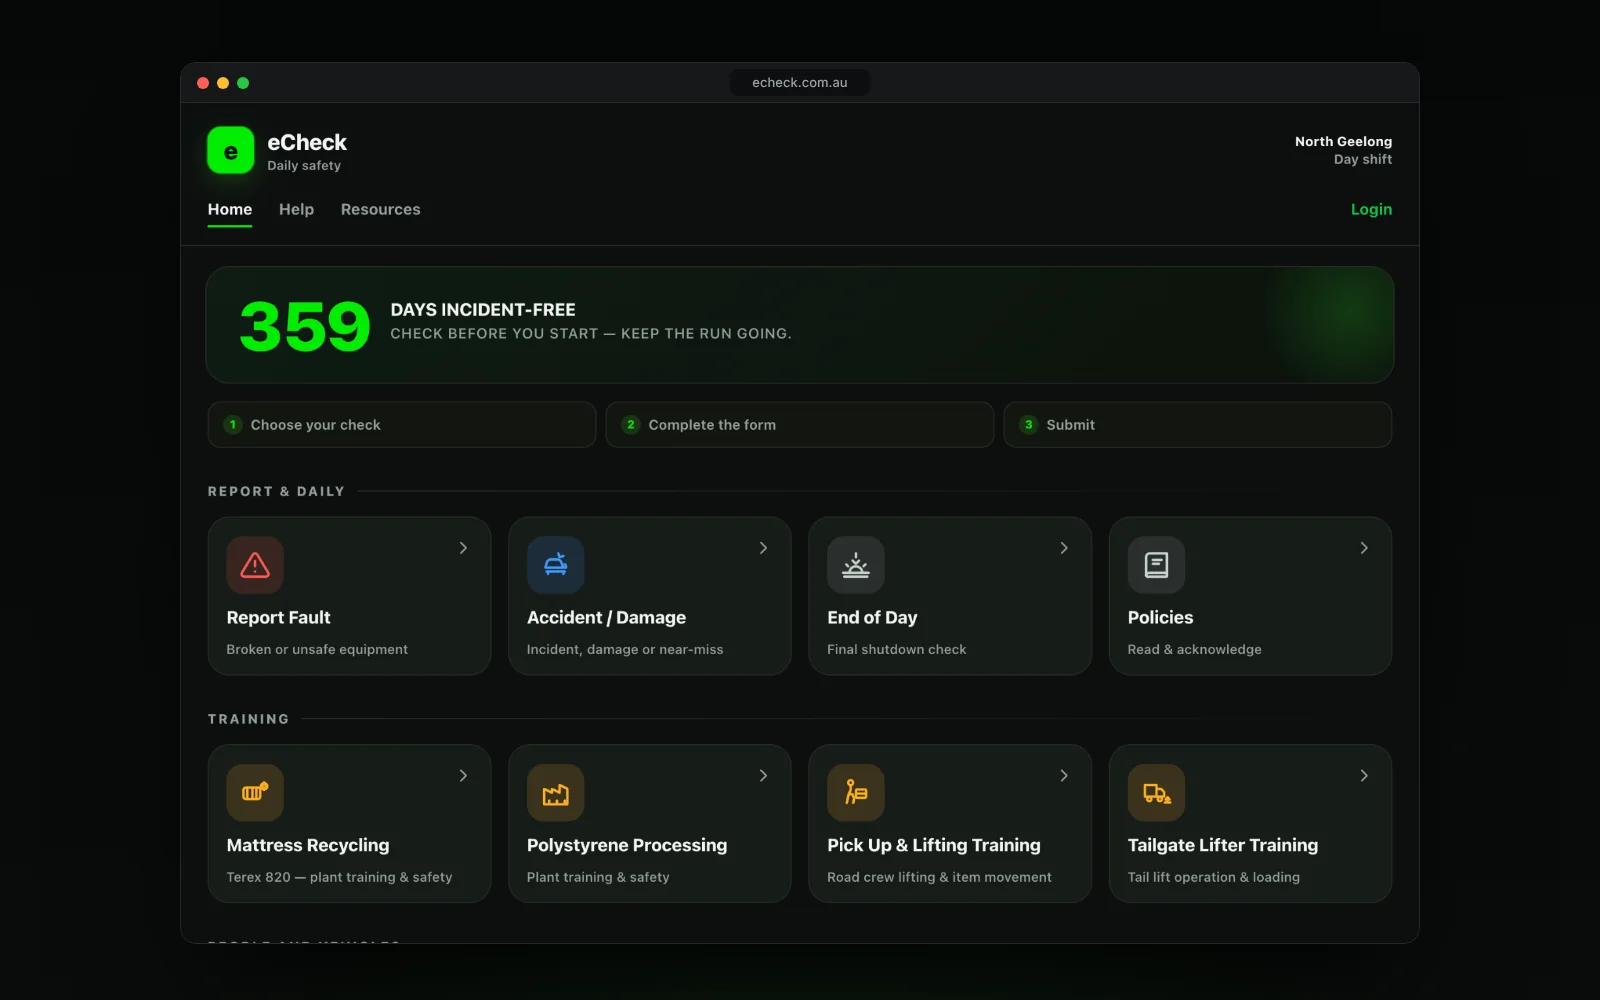 echeck.com.au
e
eCheck
Daily safety
North Geelong
Day shift
Home Help Resources Login
359
DAYS INCIDENT-FREE
CHECK BEFORE YOU START — KEEP THE RUN GOING.
1 Choose your check
2 Complete the form
3 Submit
REPORT & DAILY
Report Fault
Broken or unsafe equipment
Accident / Damage
Incident, damage or near-miss
End of Day
Final shutdown check
Policies
Read & acknowledge
TRAINING
Mattress Recycling
Terex 820 — plant training & safety
Polystyrene Processing
Plant training & safety
Pick Up & Lifting Training
Road crew lifting & item movement
Tailgate Lifter Training
Tail lift operation & loading